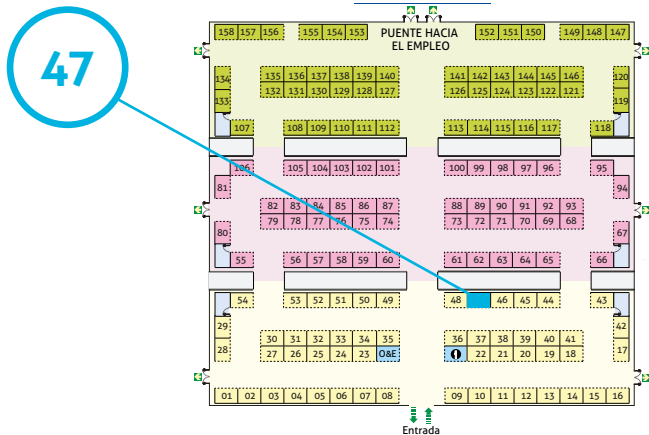 47
158 157 156 155 154 153 152 151 150 149 148 147
PUENTE HACIA
EL EMPLEO
134 135 136 137 138 139 140 141 142 143 144 145 146 120
133 132 131 130 129 128 127 126 125 124 123 122 121 119
107 108 109 110 111 112 113 114 115 116 117 118
106 105 104 103 102 101 100 99 98 97 96 95
81 94
82 83 84 85 86 87 88 89 90 91 92 93
79 78 77 76 75 74 73 72 71 70 69 68
80 67
55 56 57 58 59 60 61 62 63 64 65 66
54 53 52 51 50 49 48 46 45 44 43
29 42
30 31 32 33 34 35 36 37 38 39 40 41
28 27 26 25 24 23 O&E 22 21 20 19 18 17
01 02 03 04 05 06 07 08 09 10 11 12 13 14 15 16
Entrada